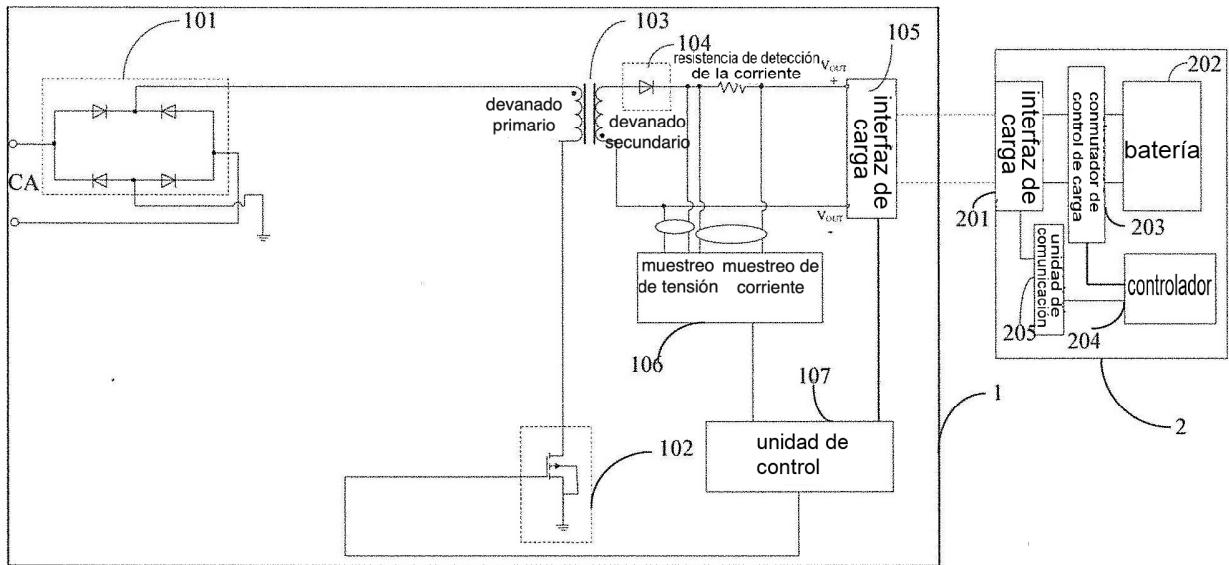 101
103
104
resistencia de detección
de la corriente
VOUT
+
105
202
devanado
primario
devanado
secundario
interfaz de
carga
interfaz de
carga
conmutador de
control de carga
batería
CA
VOUT
-
201
203
muestreo
de tensión
muestreo de
corriente
unidad de
comunicación
controlador
205
204
106
107
1
2
unidad de
control
102